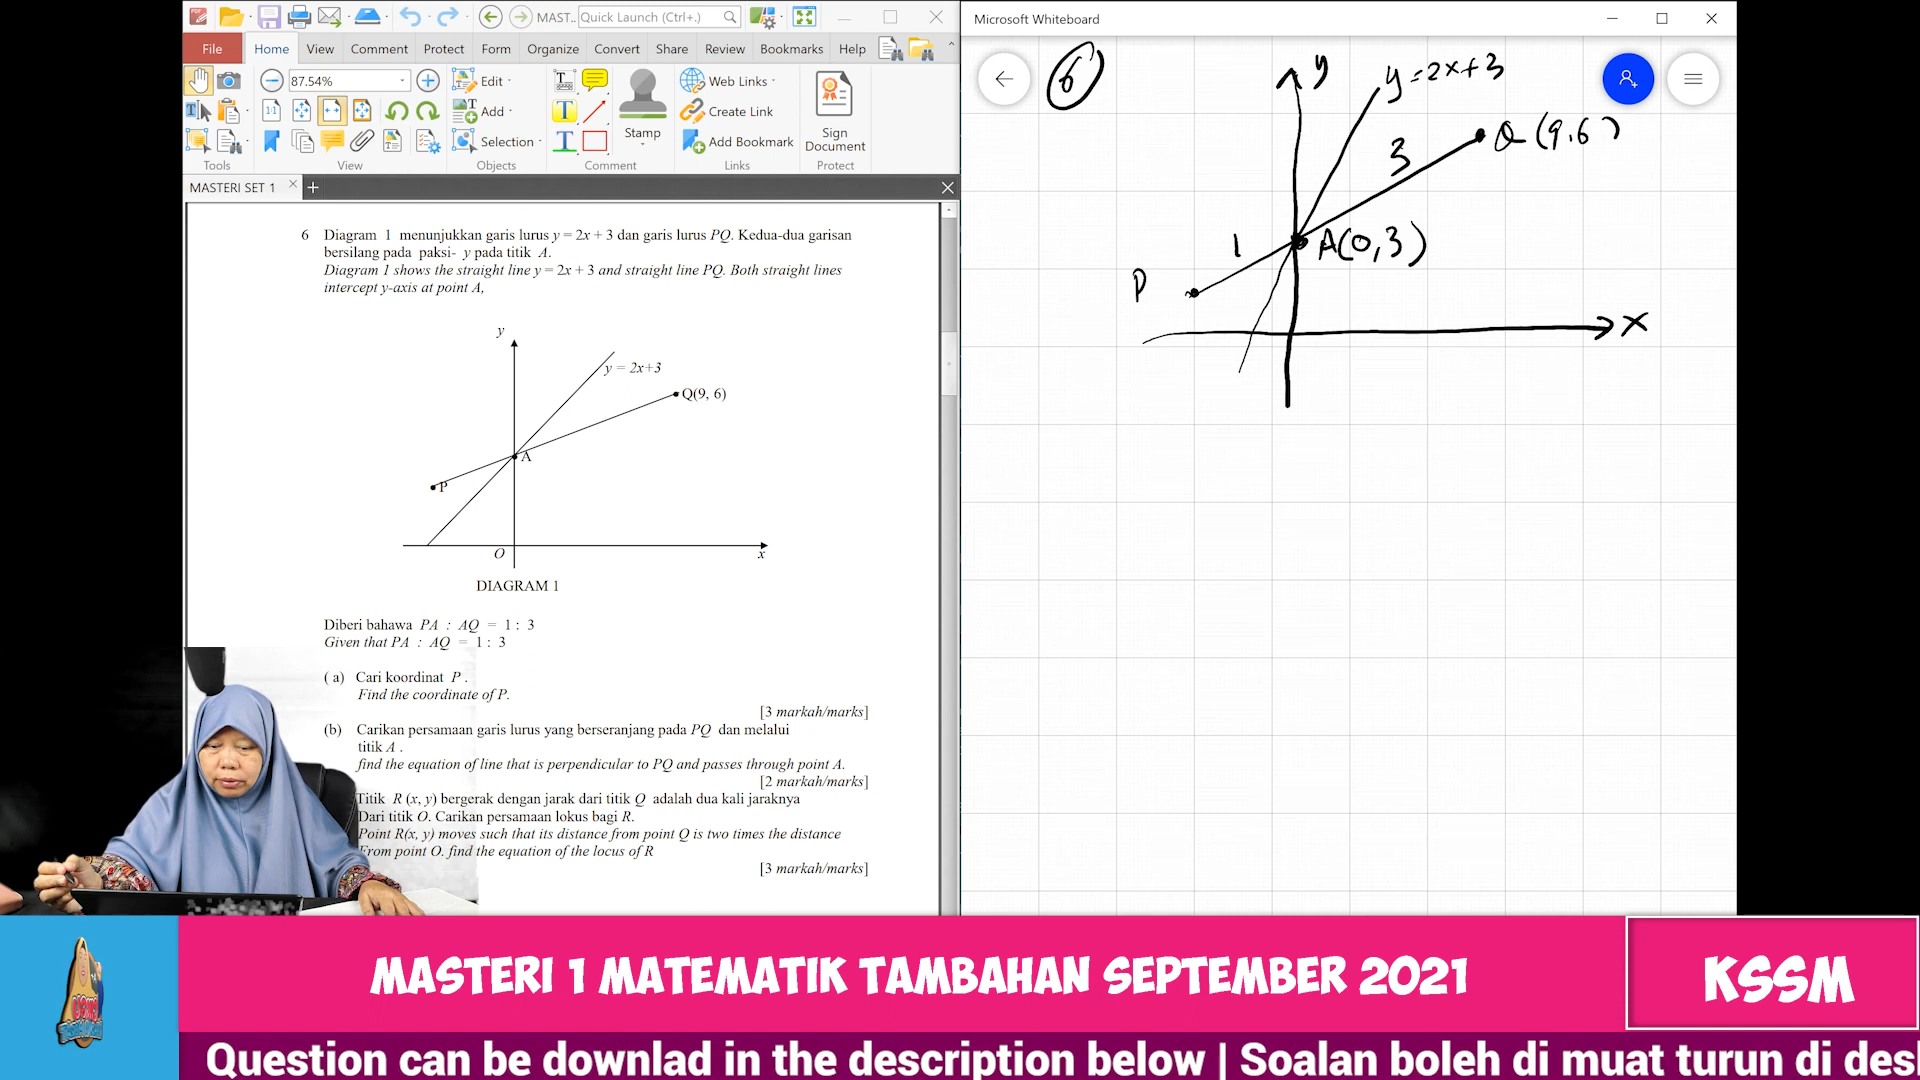 MAST... Quick Launch (Ctrl+.)
File Home View Comment Protect Form Organize Convert Share Review Bookmarks Help
87.54%
Edit
Add
Selection
Stamp
Web Links
Create Link
Add Bookmark
Sign Document
Tools View Objects Comment Links Protect
MASTERI SET 1
6 Diagram 1 menunjukkan garis lurus y = 2x + 3 dan garis lurus PQ. Kedua-dua garisan
bersilang pada paksi- y pada titik A.
Diagram 1 shows the straight line y = 2x + 3 and straight line PQ. Both straight lines
intercept y-axis at point A,
y
y = 2x+3
Q(9, 6)
A
P
O
x
DIAGRAM 1
Diberi bahawa PA : AQ = 1 : 3
Given that PA : AQ = 1 : 3
( a) Cari koordinat P .
Find the coordinate of P.
[3 markah/marks]
(b) Carikan persamaan garis lurus yang berseranjang pada PQ dan melalui
titik A .
find the equation of line that is perpendicular to PQ and passes through point A.
[2 markah/marks]
Titik R (x, y) bergerak dengan jarak dari titik Q adalah dua kali jaraknya
Dari titik O. Carikan persamaan lokus bagi R.
Point R(x, y) moves such that its distance from point Q is two times the distance
From point O. find the equation of the locus of R
[3 markah/marks]
Microsoft Whiteboard
6
y
y = 2x+3
Q (9,6)
3
1
A(0,3)
P
x
MASTERI 1 MATEMATIK TAMBAHAN SEPTEMBER 2021
KSSM
Question can be downlad in the description below | Soalan boleh di muat turun di des